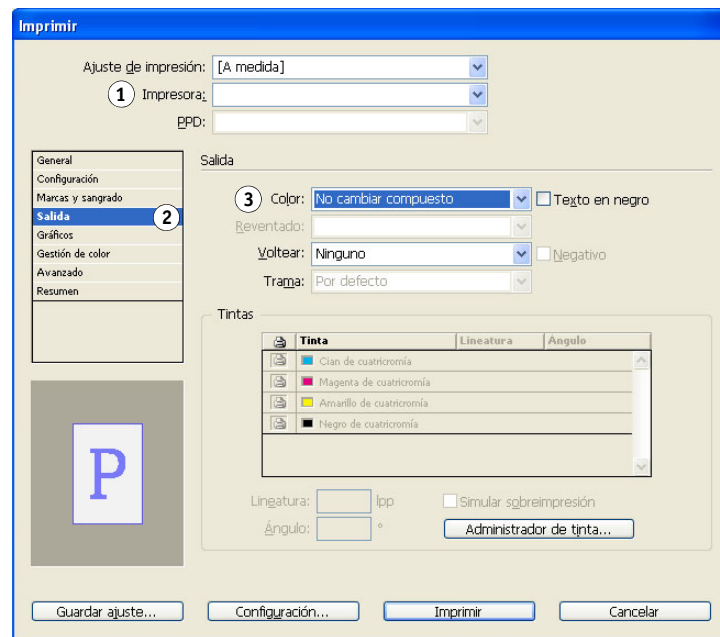 Imprimir
Ajuste de impresión: [A medida]
1 Impresora:
PPD:
General
Configuración
Marcas y sangrado
Salida 2
Gráficos
Gestión de color
Avanzado
Resumen
Salida
3 Color: No cambiar compuesto Texto en negro
Reventado:
Voltear: Ninguno Negativo
Trama: Por defecto
Tintas
Tinta Lineatura Ángulo
Cian de cuatricromía
Magenta de cuatricromía
Amarillo de cuatricromía
Negro de cuatricromía
Lineatura: lpp Simular sobreimpresión
Ángulo: ° Administrador de tinta...
P
Guardar ajuste... Configuración... Imprimir Cancelar